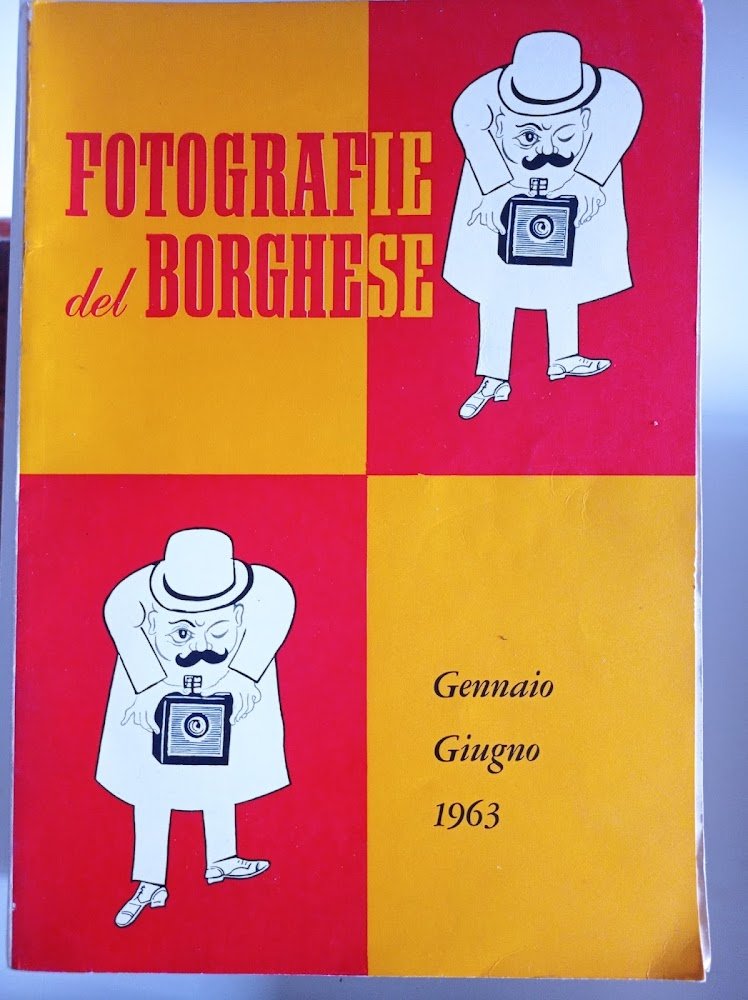 FOTOGRAFIE
del BORGHESE
Gennaio
Giugno
1963